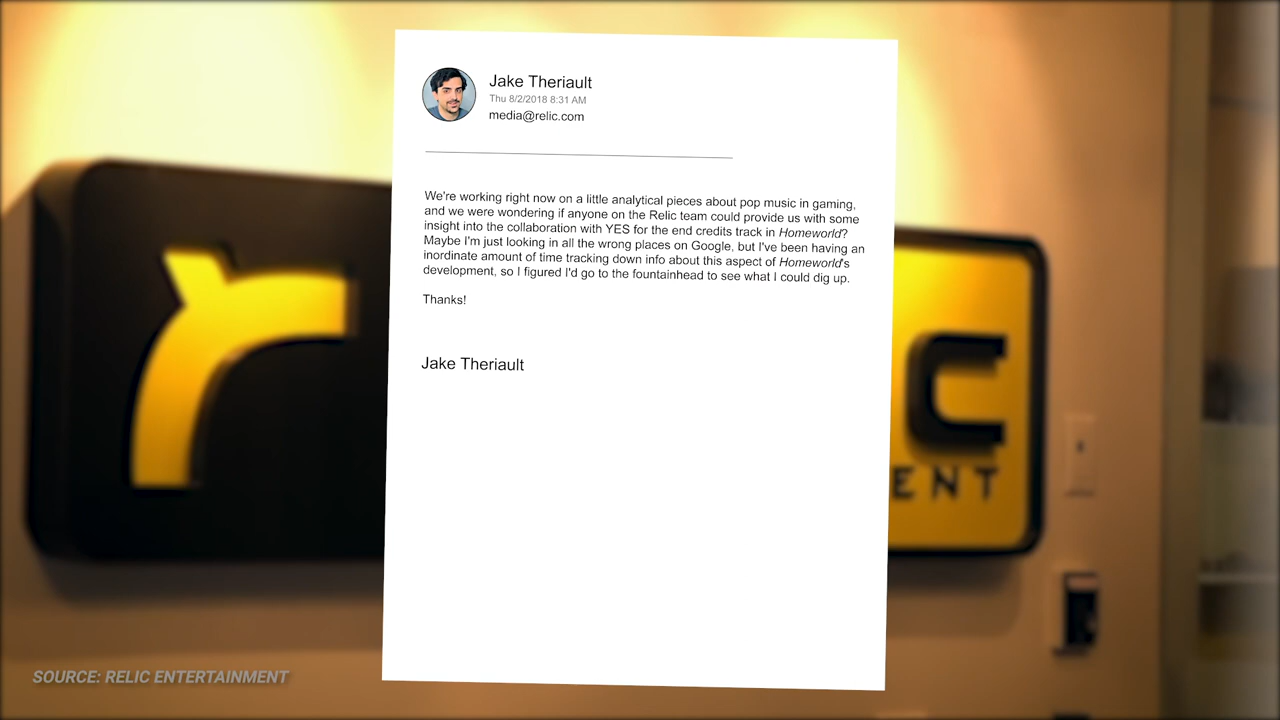 Jake Theriault
Thu 8/2/2018 8:31 AM
media@relic.com
We're working right now on a little analytical pieces about pop music in gaming,
and we were wondering if anyone on the Relic team could provide us with some
insight into the collaboration with YES for the end credits track in Homeworld?
Maybe I'm just looking in all the wrong places on Google, but I've been having an
inordinate amount of time tracking down info about this aspect of Homeworld's
development, so I figured I'd go to the fountainhead to see what I could dig up.
Thanks!
Jake Theriault
r
C
ENT
SOURCE: RELIC ENTERTAINMENT